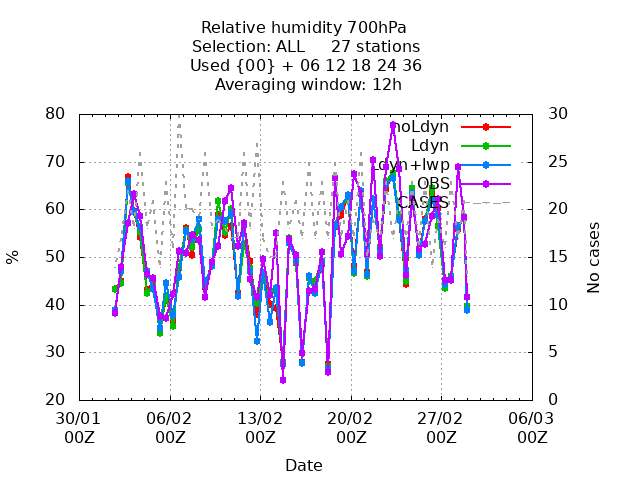 Relative humidity 700hPa
Selection: ALL 27 stations
Used {00} + 06 12 18 24 36
Averaging window: 12h
80 30
noLdyn
Ldyn
70 25
Ldyn+lwp
OBS
60 20
CASES
% No cases
50 15
40 10
30 5
20 0
30/01 06/02 13/02 20/02 27/02 06/03
00Z 00Z 00Z 00Z 00Z 00Z
Date